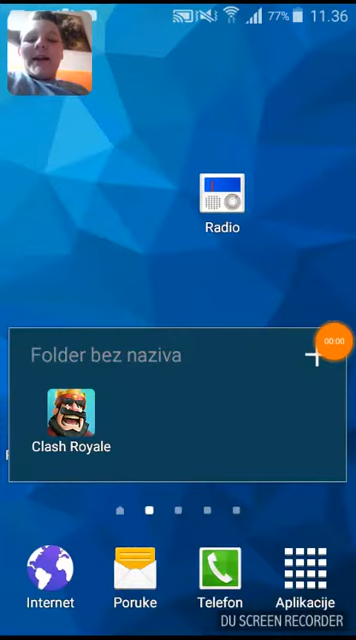 77% 11.36
Radio
00:00
Folder bez naziva
Clash Royale
Internet Poruke Telefon Aplikacije
DU SCREEN RECORDER